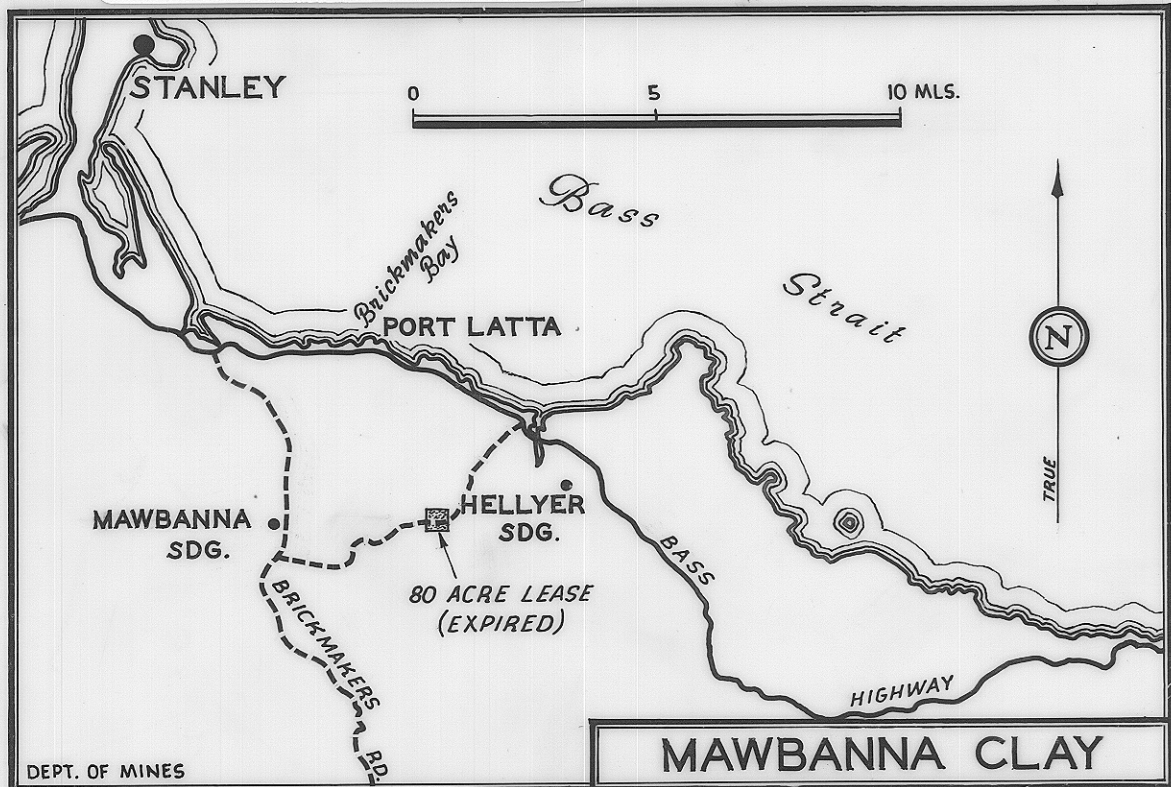 STANLEY
0 5 10 MLS.
Bass
Strait
Brickmakers
Bay
PORT LATTA
N
TRUE
MAWBANNA
SDG.
HELLYER
SDG.
80 ACRE LEASE
(EXPIRED)
BASS
HIGHWAY
BRICKMAKERS
RD.
DEPT. OF MINES
MAWBANNA CLAY